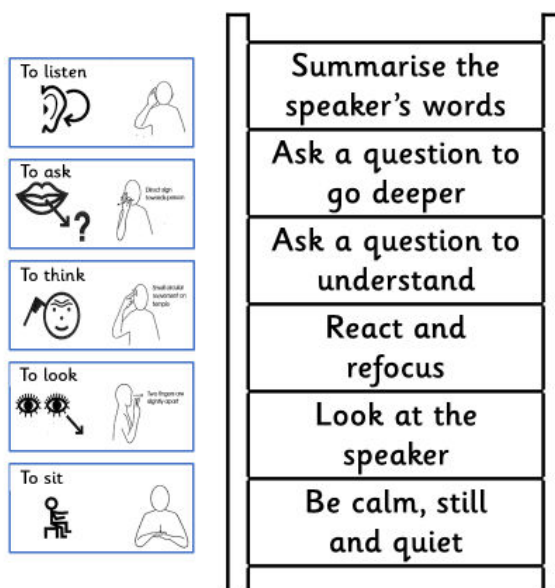 To listen
To ask
Direct sign
towards person
?
To think
Small circular
movement on
temple
To look
Two fingers are
slightly apart
To sit
Summarise the
speaker's words
Ask a question to
go deeper
Ask a question to
understand
React and
refocus
Look at the
speaker
Be calm, still
and quiet